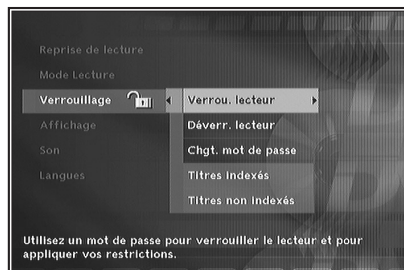 Reprise de lecture
Mode Lecture
Verrouillage
Verrou. lecteur
Affichage
Déverr. lecteur
Son
Chgt. mot de passe
Langues
Titres Indexés
Titres non Indexés
Utilisez un mot de passe pour verrouiller le lecteur et pour
appliquer vos restrictions.